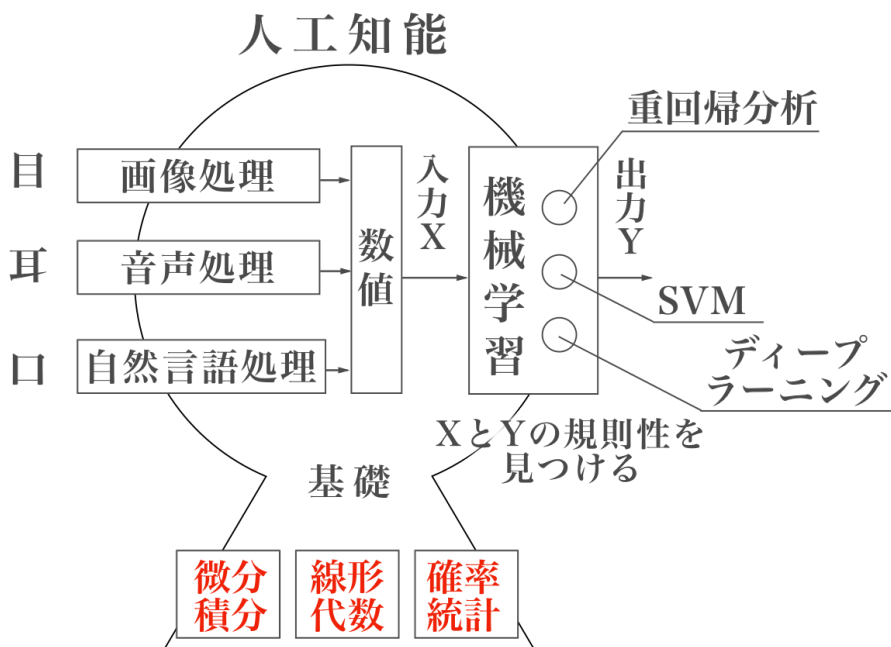 人工知能
重回帰分析
目
画像処理
耳
音声処理
口
自然言語処理
数値
入力X
機械学習
出力Y
SVM
ディープ
ラーニング
XとYの規則性を
見つける
基礎
微分
積分
線形
代数
確率
統計